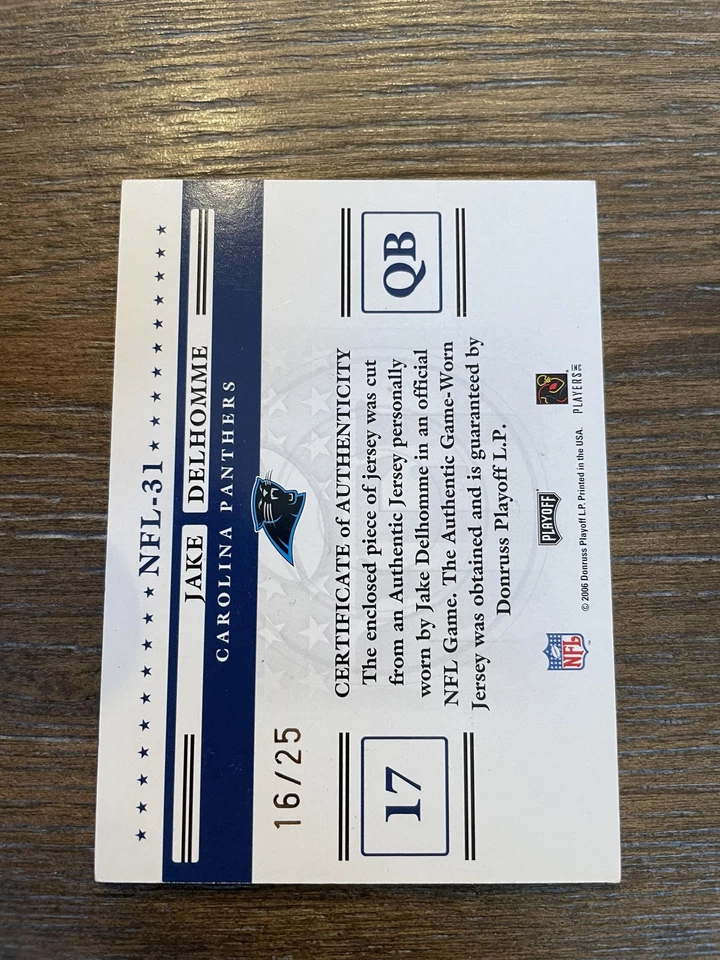 NFL-31
JAKE DELHOMME
CAROLINA PANTHERS
16/25
17
QB
CERTIFICATE of AUTHENTICITY
The enclosed piece of jersey was cut
from an Authentic Jersey personally
worn by Jake Delhomme in an official
NFL Game. The Authentic Game-Worn
Jersey was obtained and is guaranteed by
Donruss Playoff L.P.
NFL
PLAYOFF
PLAYERS INC
© 2006 Donruss Playoff L.P. Printed in the USA.